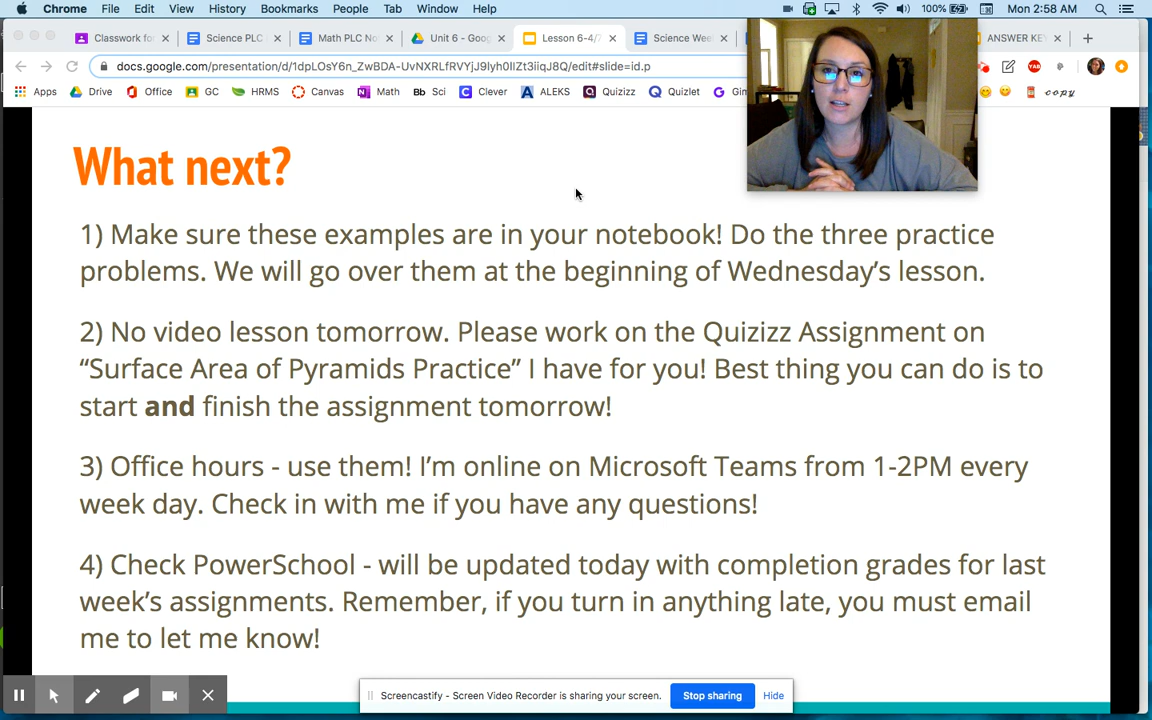 Chrome File Edit View History Bookmarks People Tab Window Help 100% Mon 2:58 AM
Classwork for Science PLC Math PLC No Unit 6 - Goog Lesson 6-4/7 Science Wee ANSWER KEY
docs.google.com/presentation/d/1dpLOsY6n_ZwBDA-UvNXRLfRVYjJ9Iyh0IlZt3iiqJ8Q/edit#slide=id.p
Apps Drive Office GC HRMS Canvas Math Bb Sci Clever ALEKS Quizizz Quizlet Gim copy
What next?
1) Make sure these examples are in your notebook! Do the three practice
problems. We will go over them at the beginning of Wednesday's lesson.
2) No video lesson tomorrow. Please work on the Quizizz Assignment on
“Surface Area of Pyramids Practice” I have for you! Best thing you can do is to
start and finish the assignment tomorrow!
3) Office hours - use them! I'm online on Microsoft Teams from 1-2PM every
week day. Check in with me if you have any questions!
4) Check PowerSchool - will be updated today with completion grades for last
week's assignments. Remember, if you turn in anything late, you must email
me to let me know!
Screencastify - Screen Video Recorder is sharing your screen. Stop sharing Hide